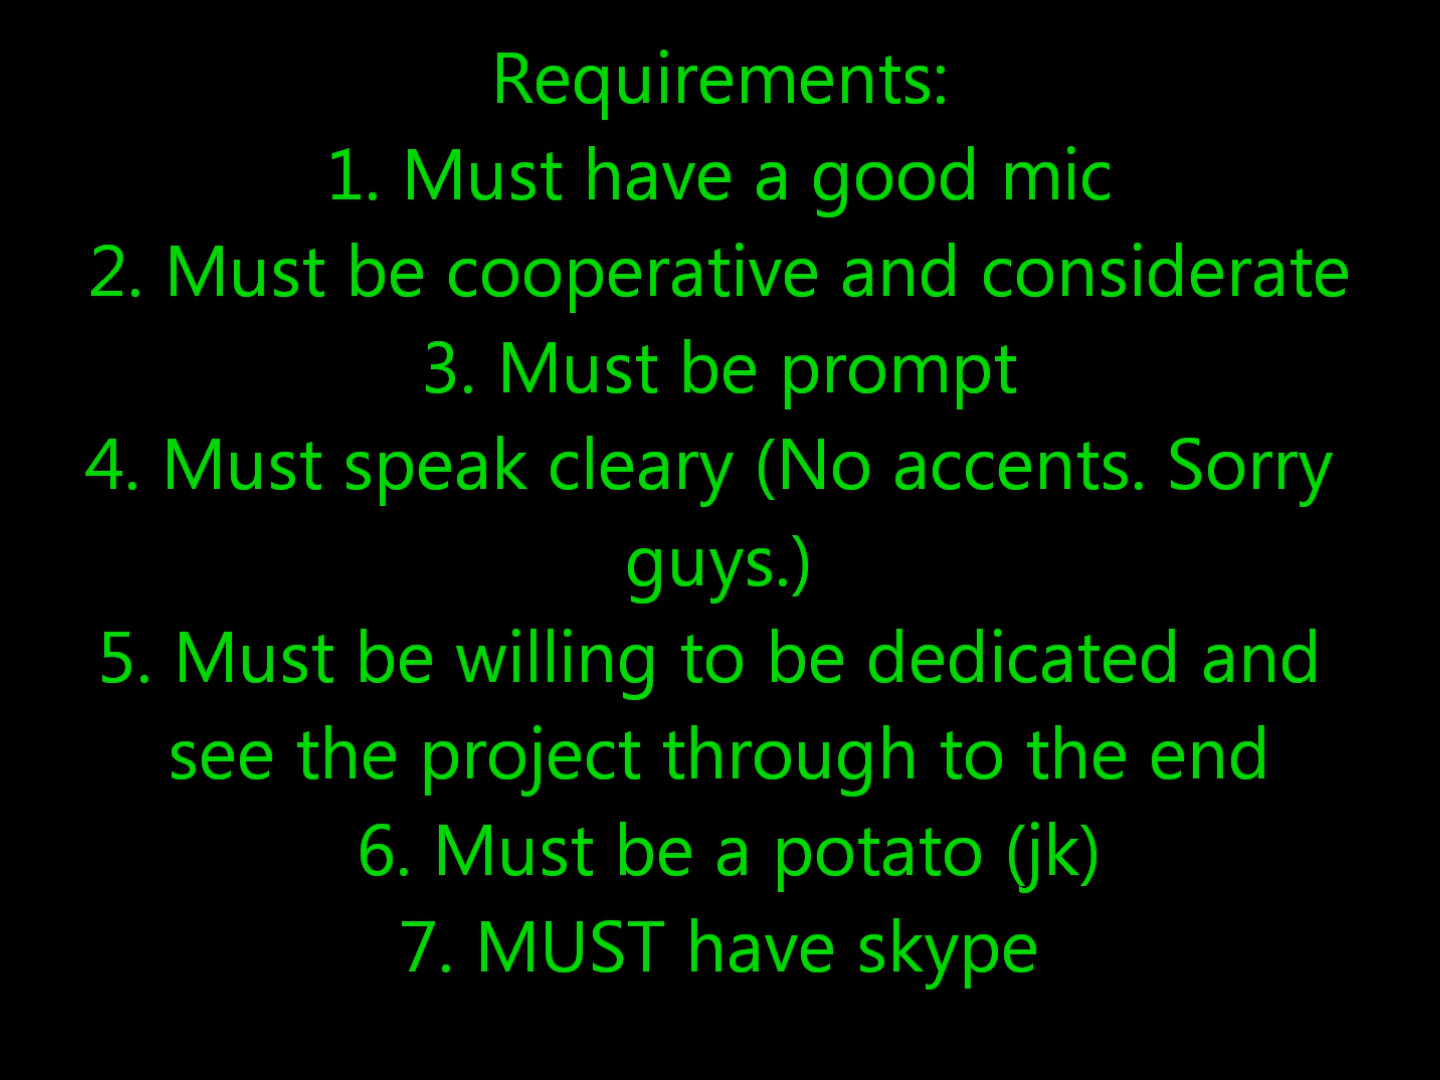 Requirements:
1. Must have a good mic
2. Must be cooperative and considerate
3. Must be prompt
4. Must speak cleary (No accents. Sorry
guys.)
5. Must be willing to be dedicated and
see the project through to the end
6. Must be a potato (jk)
7. MUST have skype